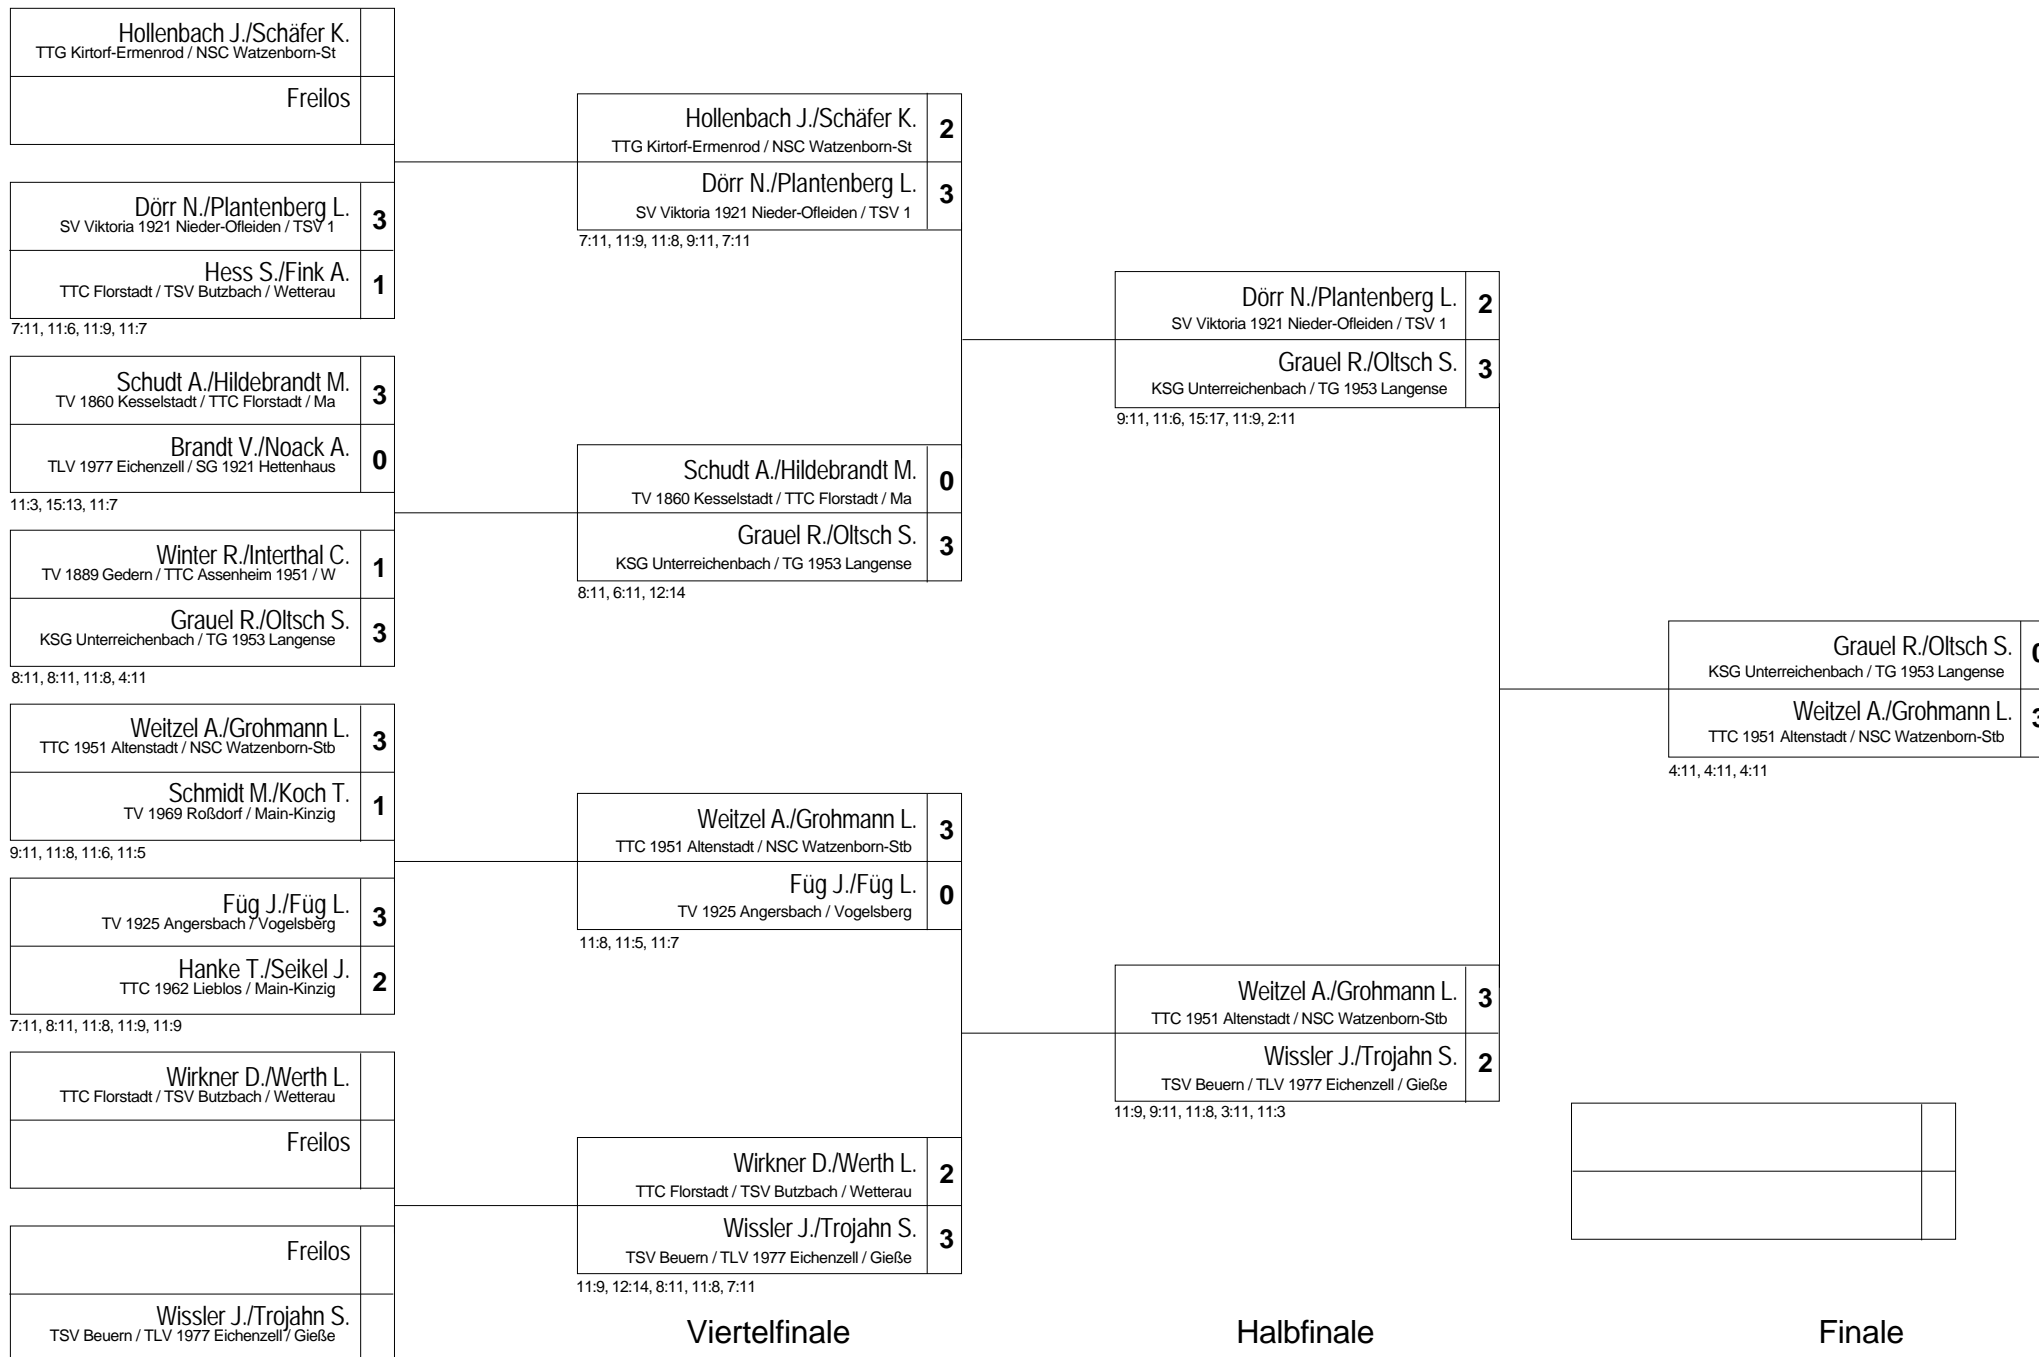 Hollenbach J./Schäfer K.
TTG Kirtorf-Ermenrod / NSC Watzenborn-St
Freilos
Dörr N./Plantenberg L. 3
SV Viktoria 1921 Nieder-Ofleiden / TSV 1
Hess S./Fink A. 1
TTC Florstadt / TSV Butzbach / Wetterau
7:11, 11:6, 11:9, 11:7
Schudt A./Hildebrandt M. 3
TV 1860 Kesselstadt / TTC Florstadt / Ma
Brandt V./Noack A. 0
TLV 1977 Eichenzell / SG 1921 Hettenhaus
11:3, 15:13, 11:7
Winter R./Interthal C. 1
TV 1889 Gedern / TTC Assenheim 1951 / W
Grauel R./Oltsch S. 3
KSG Unterreichenbach / TG 1953 Langense
8:11, 8:11, 11:8, 4:11
Weitzel A./Grohmann L. 3
TTC 1951 Altenstadt / NSC Watzenborn-Stb
Schmidt M./Koch T. 1
TV 1969 Roßdorf / Main-Kinzig
9:11, 11:8, 11:6, 11:5
Füg J./Füg L. 3
TV 1925 Angersbach / Vogelsberg
Hanke T./Seikel J. 2
TTC 1962 Lieblos / Main-Kinzig
7:11, 8:11, 11:8, 11:9, 11:9
Wirkner D./Werth L.
TTC Florstadt / TSV Butzbach / Wetterau
Freilos
Freilos
Wissler J./Trojahn S.
TSV Beuern / TLV 1977 Eichenzell / Gieße
Hollenbach J./Schäfer K. 2
TTG Kirtorf-Ermenrod / NSC Watzenborn-St
Dörr N./Plantenberg L. 3
SV Viktoria 1921 Nieder-Ofleiden / TSV 1
7:11, 11:9, 11:8, 9:11, 7:11
Schudt A./Hildebrandt M. 0
TV 1860 Kesselstadt / TTC Florstadt / Ma
Grauel R./Oltsch S. 3
KSG Unterreichenbach / TG 1953 Langense
8:11, 6:11, 12:14
Weitzel A./Grohmann L. 3
TTC 1951 Altenstadt / NSC Watzenborn-Stb
Füg J./Füg L. 0
TV 1925 Angersbach / Vogelsberg
11:8, 11:5, 11:7
Wirkner D./Werth L. 2
TTC Florstadt / TSV Butzbach / Wetterau
Wissler J./Trojahn S. 3
TSV Beuern / TLV 1977 Eichenzell / Gieße
11:9, 12:14, 8:11, 11:8, 7:11
Viertelfinale
Dörr N./Plantenberg L. 2
SV Viktoria 1921 Nieder-Ofleiden / TSV 1
Grauel R./Oltsch S. 3
KSG Unterreichenbach / TG 1953 Langense
9:11, 11:6, 15:17, 11:9, 2:11
Weitzel A./Grohmann L. 3
TTC 1951 Altenstadt / NSC Watzenborn-Stb
Wissler J./Trojahn S. 2
TSV Beuern / TLV 1977 Eichenzell / Gieße
11:9, 9:11, 11:8, 3:11, 11:3
Halbfinale
Grauel R./Oltsch S. 0
KSG Unterreichenbach / TG 1953 Langense
Weitzel A./Grohmann L. 3
TTC 1951 Altenstadt / NSC Watzenborn-Stb
4:11, 4:11, 4:11
Finale